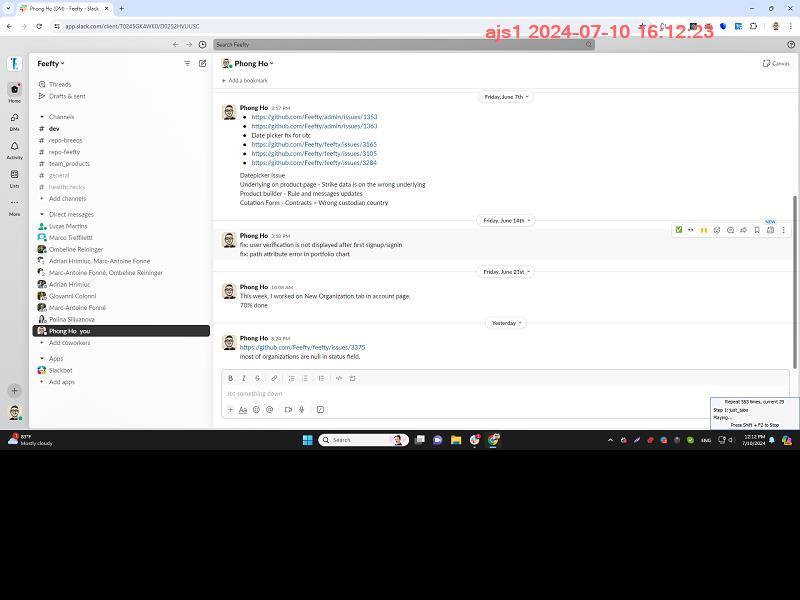 Phong Ho (DM) - Feefty - Slack
app.slack.com/client/T0245GK4WK0/D02S2HVUUSC
ajs1 2024-07-10 16:12:23
Search Feefty
Feefty
Phong Ho
Canvas
Add a bookmark
Home
DMs
Activity
Lists
More
Threads
Drafts & sent
Channels
# dev
# repo-breeqs
# repo-feefty
# team_products
# general
# healthchecks
Add channels
Direct messages
Lucas Martins
Marco Treffiletti
Ombeline Reininger
Adrian Hrimiuc, Marc-Antoine Fonné
Marc-Antoine Fonné, Ombeline Reininger
Adrian Hrimiuc
Giovanni Colonni
Marc-Antoine Fonné
Polina Silivanova
Phong Ho you
Add coworkers
Apps
Slackbot
Add apps
Friday, June 7th
Phong Ho 3:57 PM
https://github.com/Feefty/admin/issues/1353
https://github.com/Feefty/admin/issues/1363
Date picker fix for utc
https://github.com/Feefty/feefty/issues/3165
https://github.com/Feefty/feefty/issues/3105
https://github.com/Feefty/feefty/issues/3284
Datepicker issue
Underlying on product page - Strike data is on the wrong underlying
Product builder - Rule and messages updates
Cotation Form - Contracts = Wrong custodian country
Friday, June 14th
NEW
Phong Ho 3:58 PM
fix: user verification is not displayed after first signup/signin
fix: path attribute error in portfolio chart
Friday, June 21st
Phong Ho 10:08 AM
This week, I worked on New Organization tab in account page.
70% done
Yesterday
Phong Ho 8:24 PM
https://github.com/Feefty/feefty/issues/3375
most of organizations are null in status field.
Jot something down
Repeat 553 times, current 29
Step 1: just_tabs
Playing...
Press Shift + F2 to Stop
83°F
Mostly cloudy
Search
ENG
12:12 PM
7/10/2024